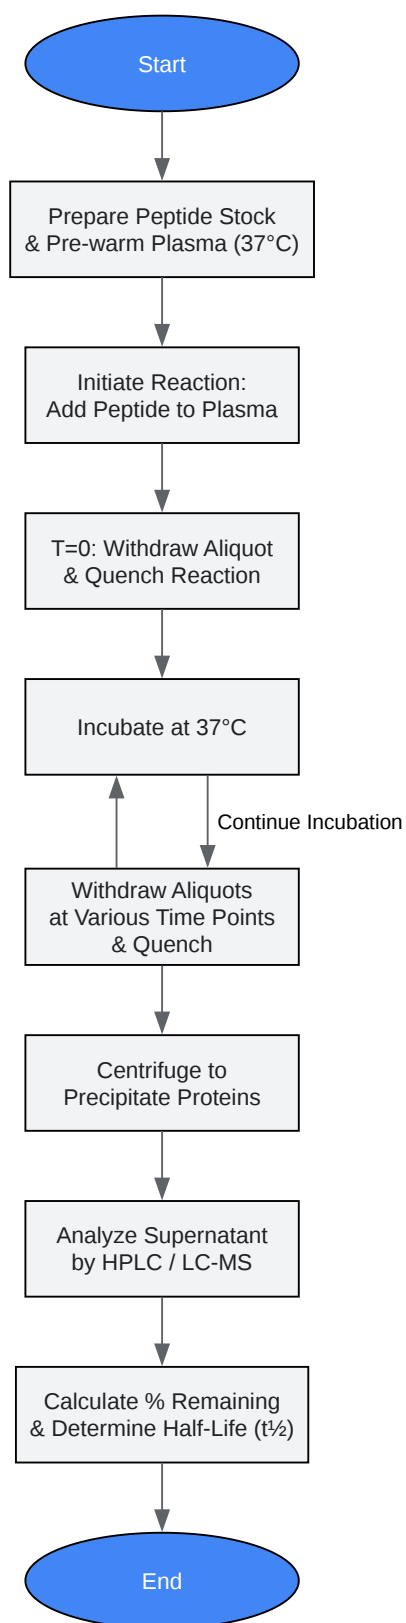 Start
Prepare Peptide Stock
& Pre-warm Plasma (37°C)
Initiate Reaction:
Add Peptide to Plasma
T=0: Withdraw Aliquot
& Quench Reaction
Incubate at 37°C
Continue Incubation
Withdraw Aliquots
at Various Time Points
& Quench
Centrifuge to
Precipitate Proteins
Analyze Supernatant
by HPLC / LC-MS
Calculate % Remaining
& Determine Half-Life (t½)
End